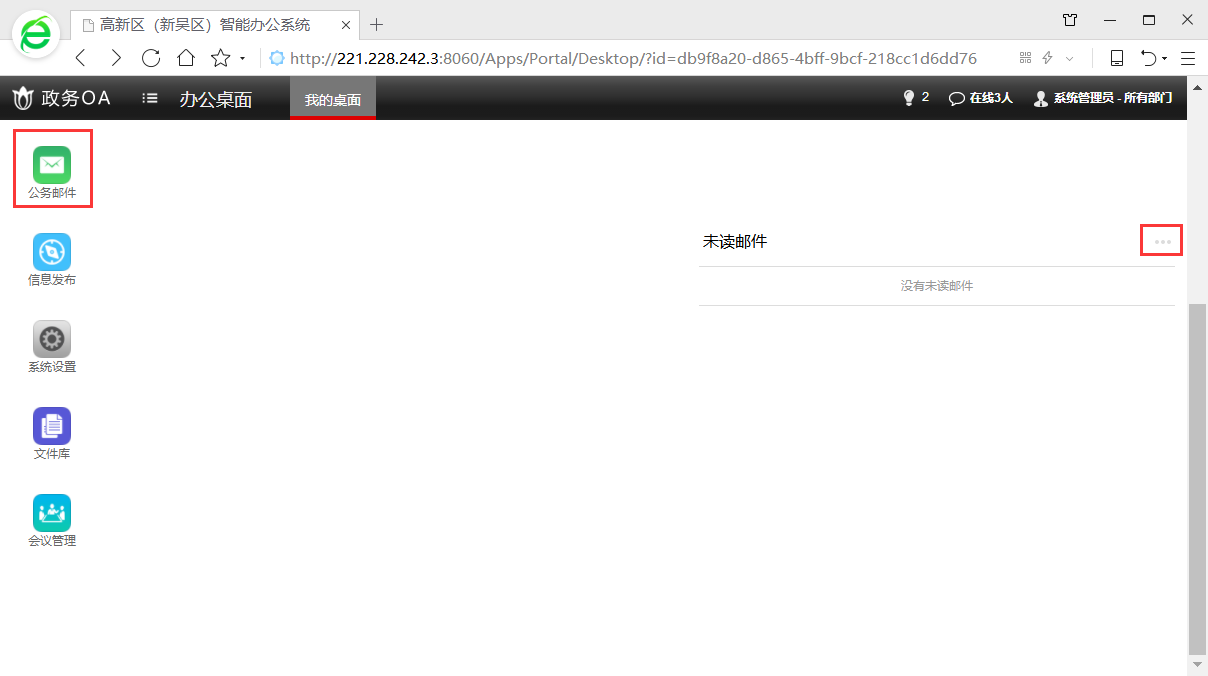 高新区（新吴区）智能办公系统
http://221.228.242.3:8060/Apps/Portal/Desktop/?id=db9f8a20-d865-4bff-9bcf-218cc1d6dd76
政务OA 办公桌面 我的桌面 2 在线3人 系统管理员 - 所有部门
公务邮件
未读邮件
信息发布
没有未读邮件
系统设置
文件库
会议管理